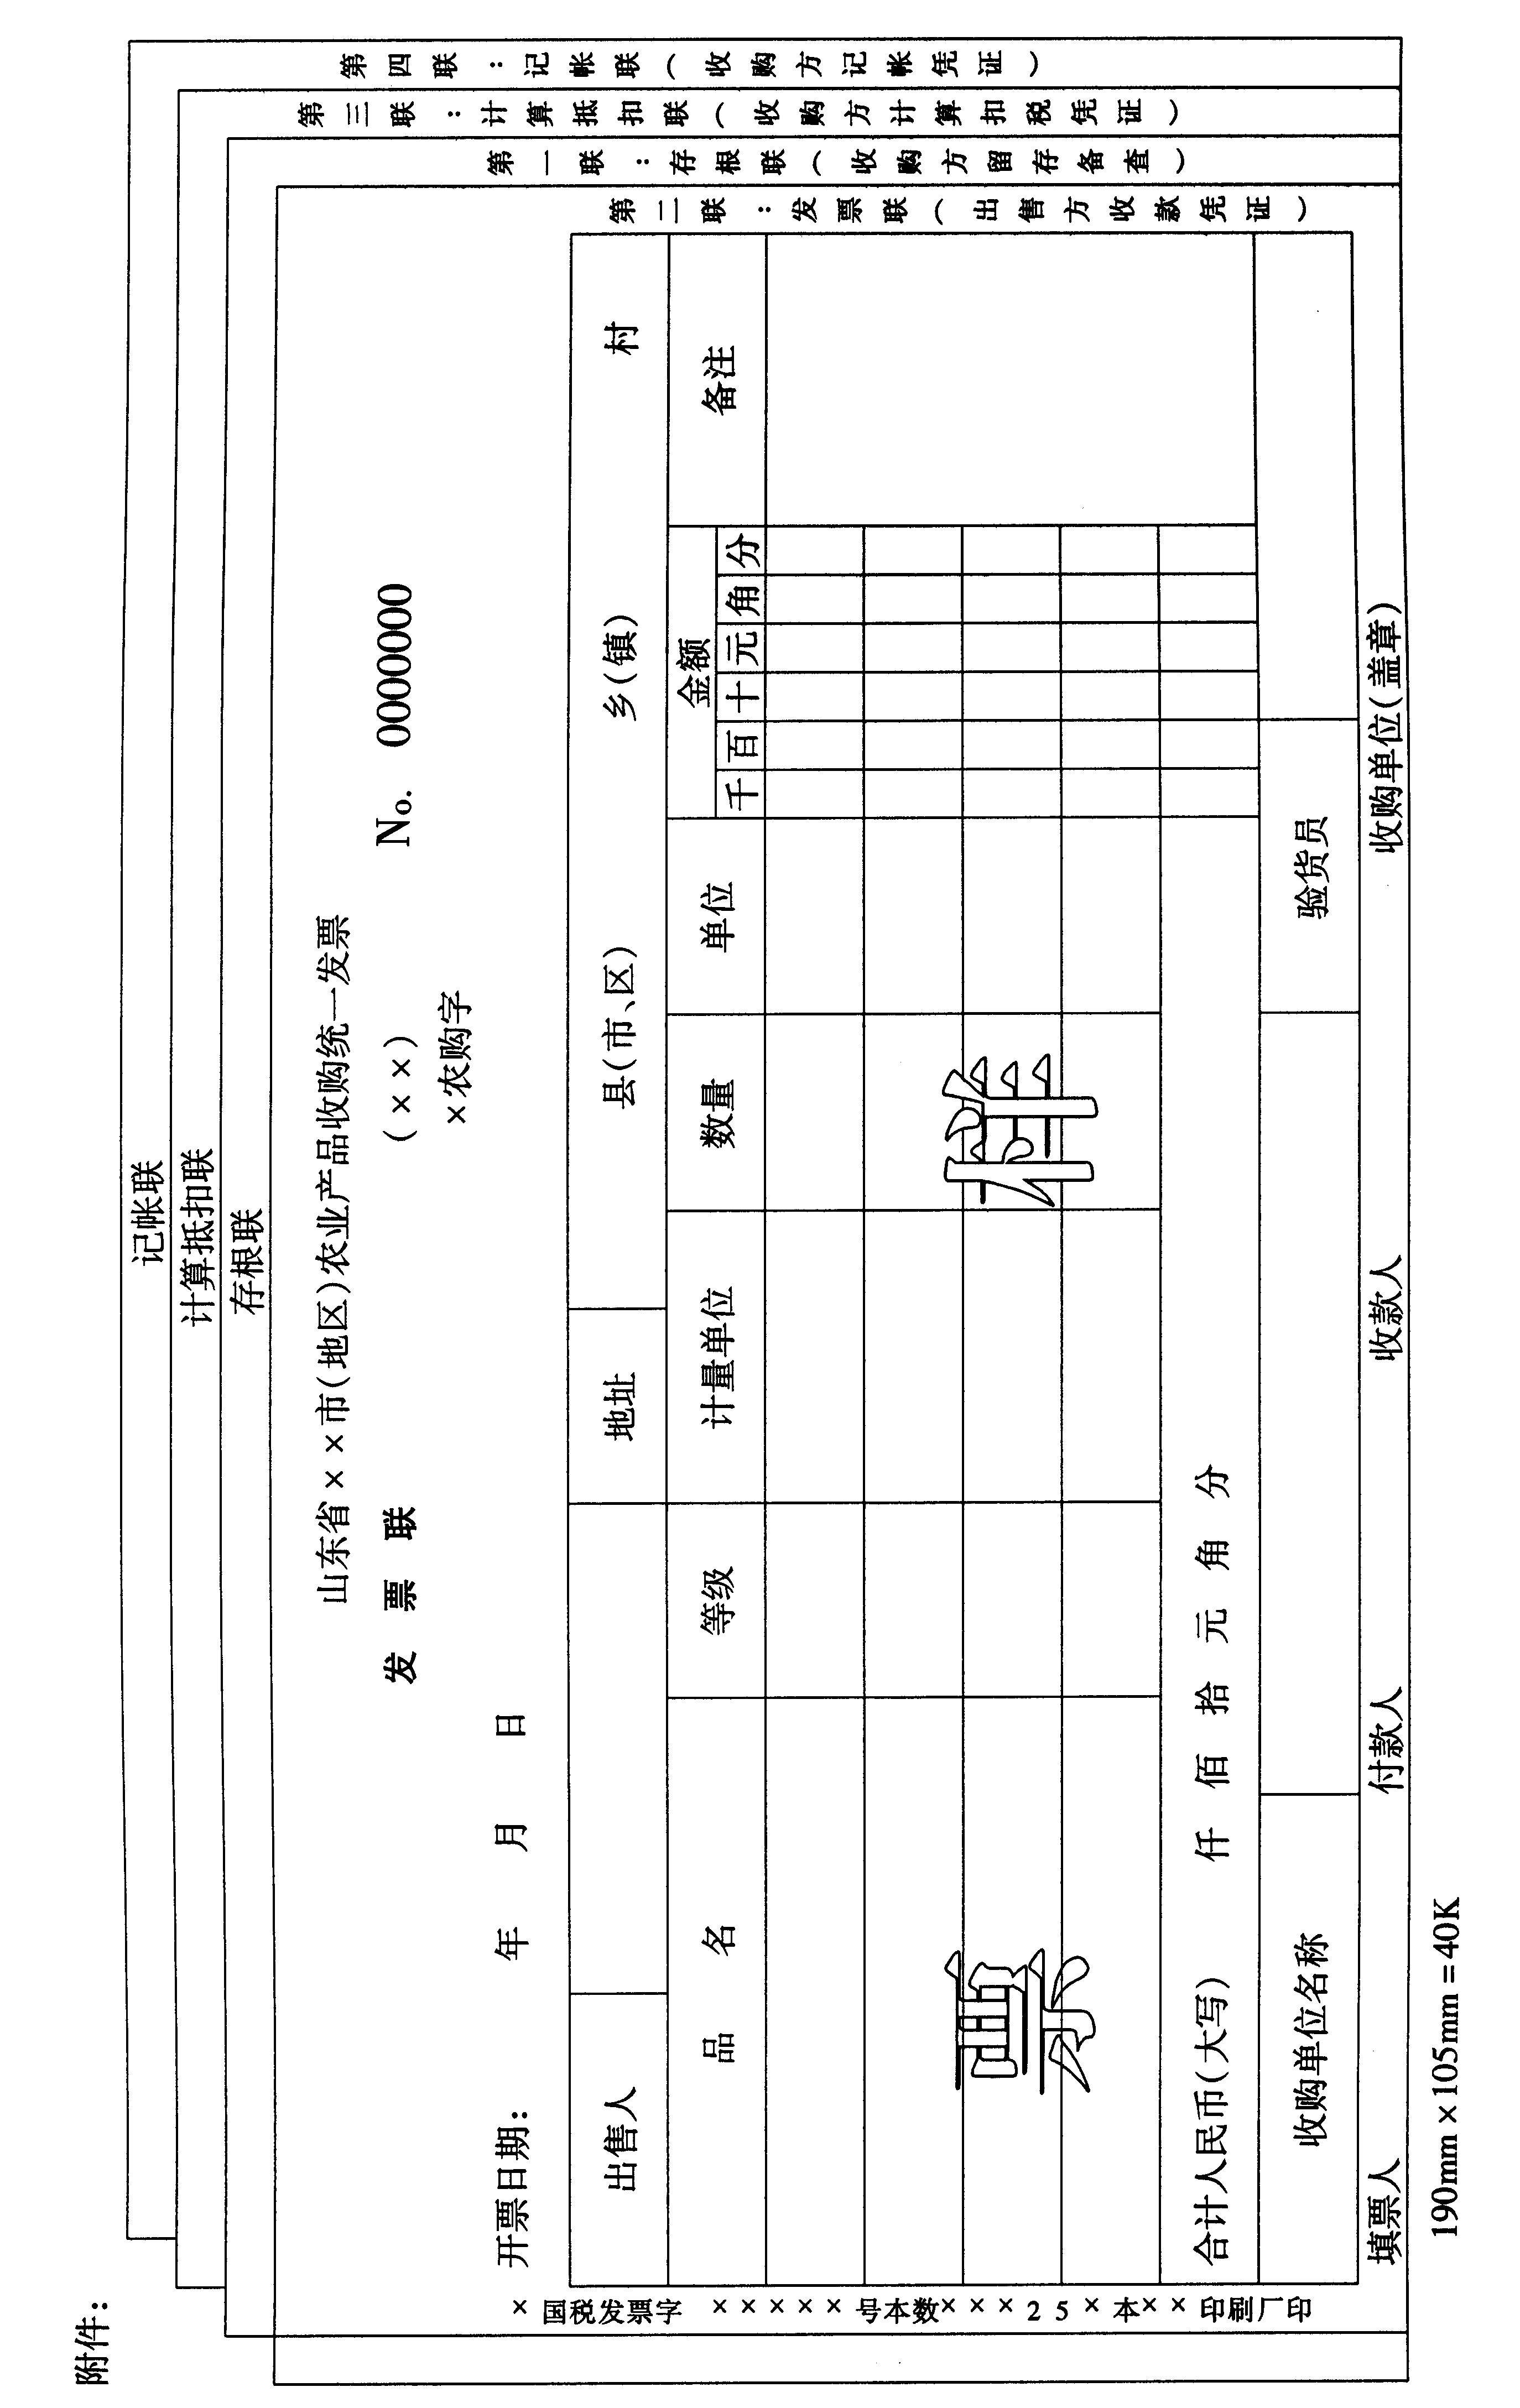 附件：
记帐联
计算抵扣联
存根联
山东省××市(地区)农业产品收购统一发票
发票联 (××) No. 0000000
×农购字
开票日期： 年 月 日
出售人 地址 县(市、区) 乡(镇) 村
品名 等级 计量单位 数量 单位 金额 备注
千 百 十 元 角 分
票样
合计人民币(大写) 仟 佰 拾 元 角 分
收购单位名称 验货员
填票人 付款人 收款人 收购单位(盖章)
190mm×105mm=40K
×国税发票字×××××号本数×××25×本××印刷厂印
第四联：记帐联(收购方记帐凭证)
第三联：计算抵扣联(收购方计算扣税凭证)
第一联：存根联(收购方留存备查)
第二联：发票联(出售方收款凭证)